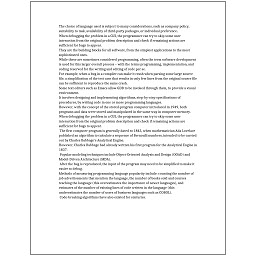 The choice of language used is subject to many considerations, such as company policy,
suitability to task, availability of third-party packages, or individual preference.
When debugging the problem in a GUI, the programmer can try to skip some user
interaction from the original problem description and check if remaining actions are
sufficient for bugs to appear.
They are the building blocks for all software, from the simplest applications to the most
sophisticated ones.
While these are sometimes considered programming, often the term software development
is used for this larger overall process – with the terms programming, implementation, and
coding reserved for the writing and editing of code per se.
For example, when a bug in a compiler can make it crash when parsing some large source
file, a simplification of the test case that results in only few lines from the original source file
can be sufficient to reproduce the same crash.
Some text editors such as Emacs allow GDB to be invoked through them, to provide a visual
environment.
It involves designing and implementing algorithms, step-by-step specifications of
procedures, by writing code in one or more programming languages.
However, with the concept of the stored-program computer introduced in 1949, both
programs and data were stored and manipulated in the same way in computer memory.
When debugging the problem in a GUI, the programmer can try to skip some user
interaction from the original problem description and check if remaining actions are
sufficient for bugs to appear.
The first computer program is generally dated to 1843, when mathematician Ada Lovelace
published an algorithm to calculate a sequence of Bernoulli numbers, intended to be carried
out by Charles Babbage's Analytical Engine.
However, Charles Babbage had already written his first program for the Analytical Engine in
1837.
Popular modeling techniques include Object-Oriented Analysis and Design (OOAD) and
Model-Driven Architecture (MDA).
After the bug is reproduced, the input of the program may need to be simplified to make it
easier to debug.
Methods of measuring programming language popularity include: counting the number of
job advertisements that mention the language, the number of books sold and courses
teaching the language (this overestimates the importance of newer languages), and
estimates of the number of existing lines of code written in the language (this
underestimates the number of users of business languages such as COBOL).
Code-breaking algorithms have also existed for centuries.